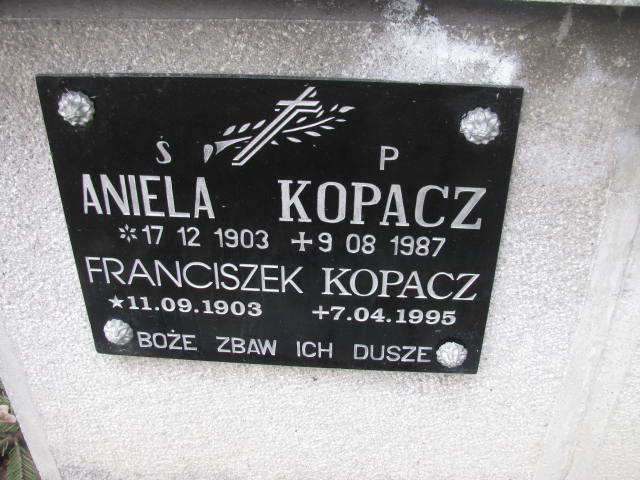 Ś P
ANIELA KOPACZ
*17 12 1903 +9 08 1987
FRANCISZEK KOPACZ
★11.09.1903 +7.04.1995
BOŻE ZBAW ICH DUSZE